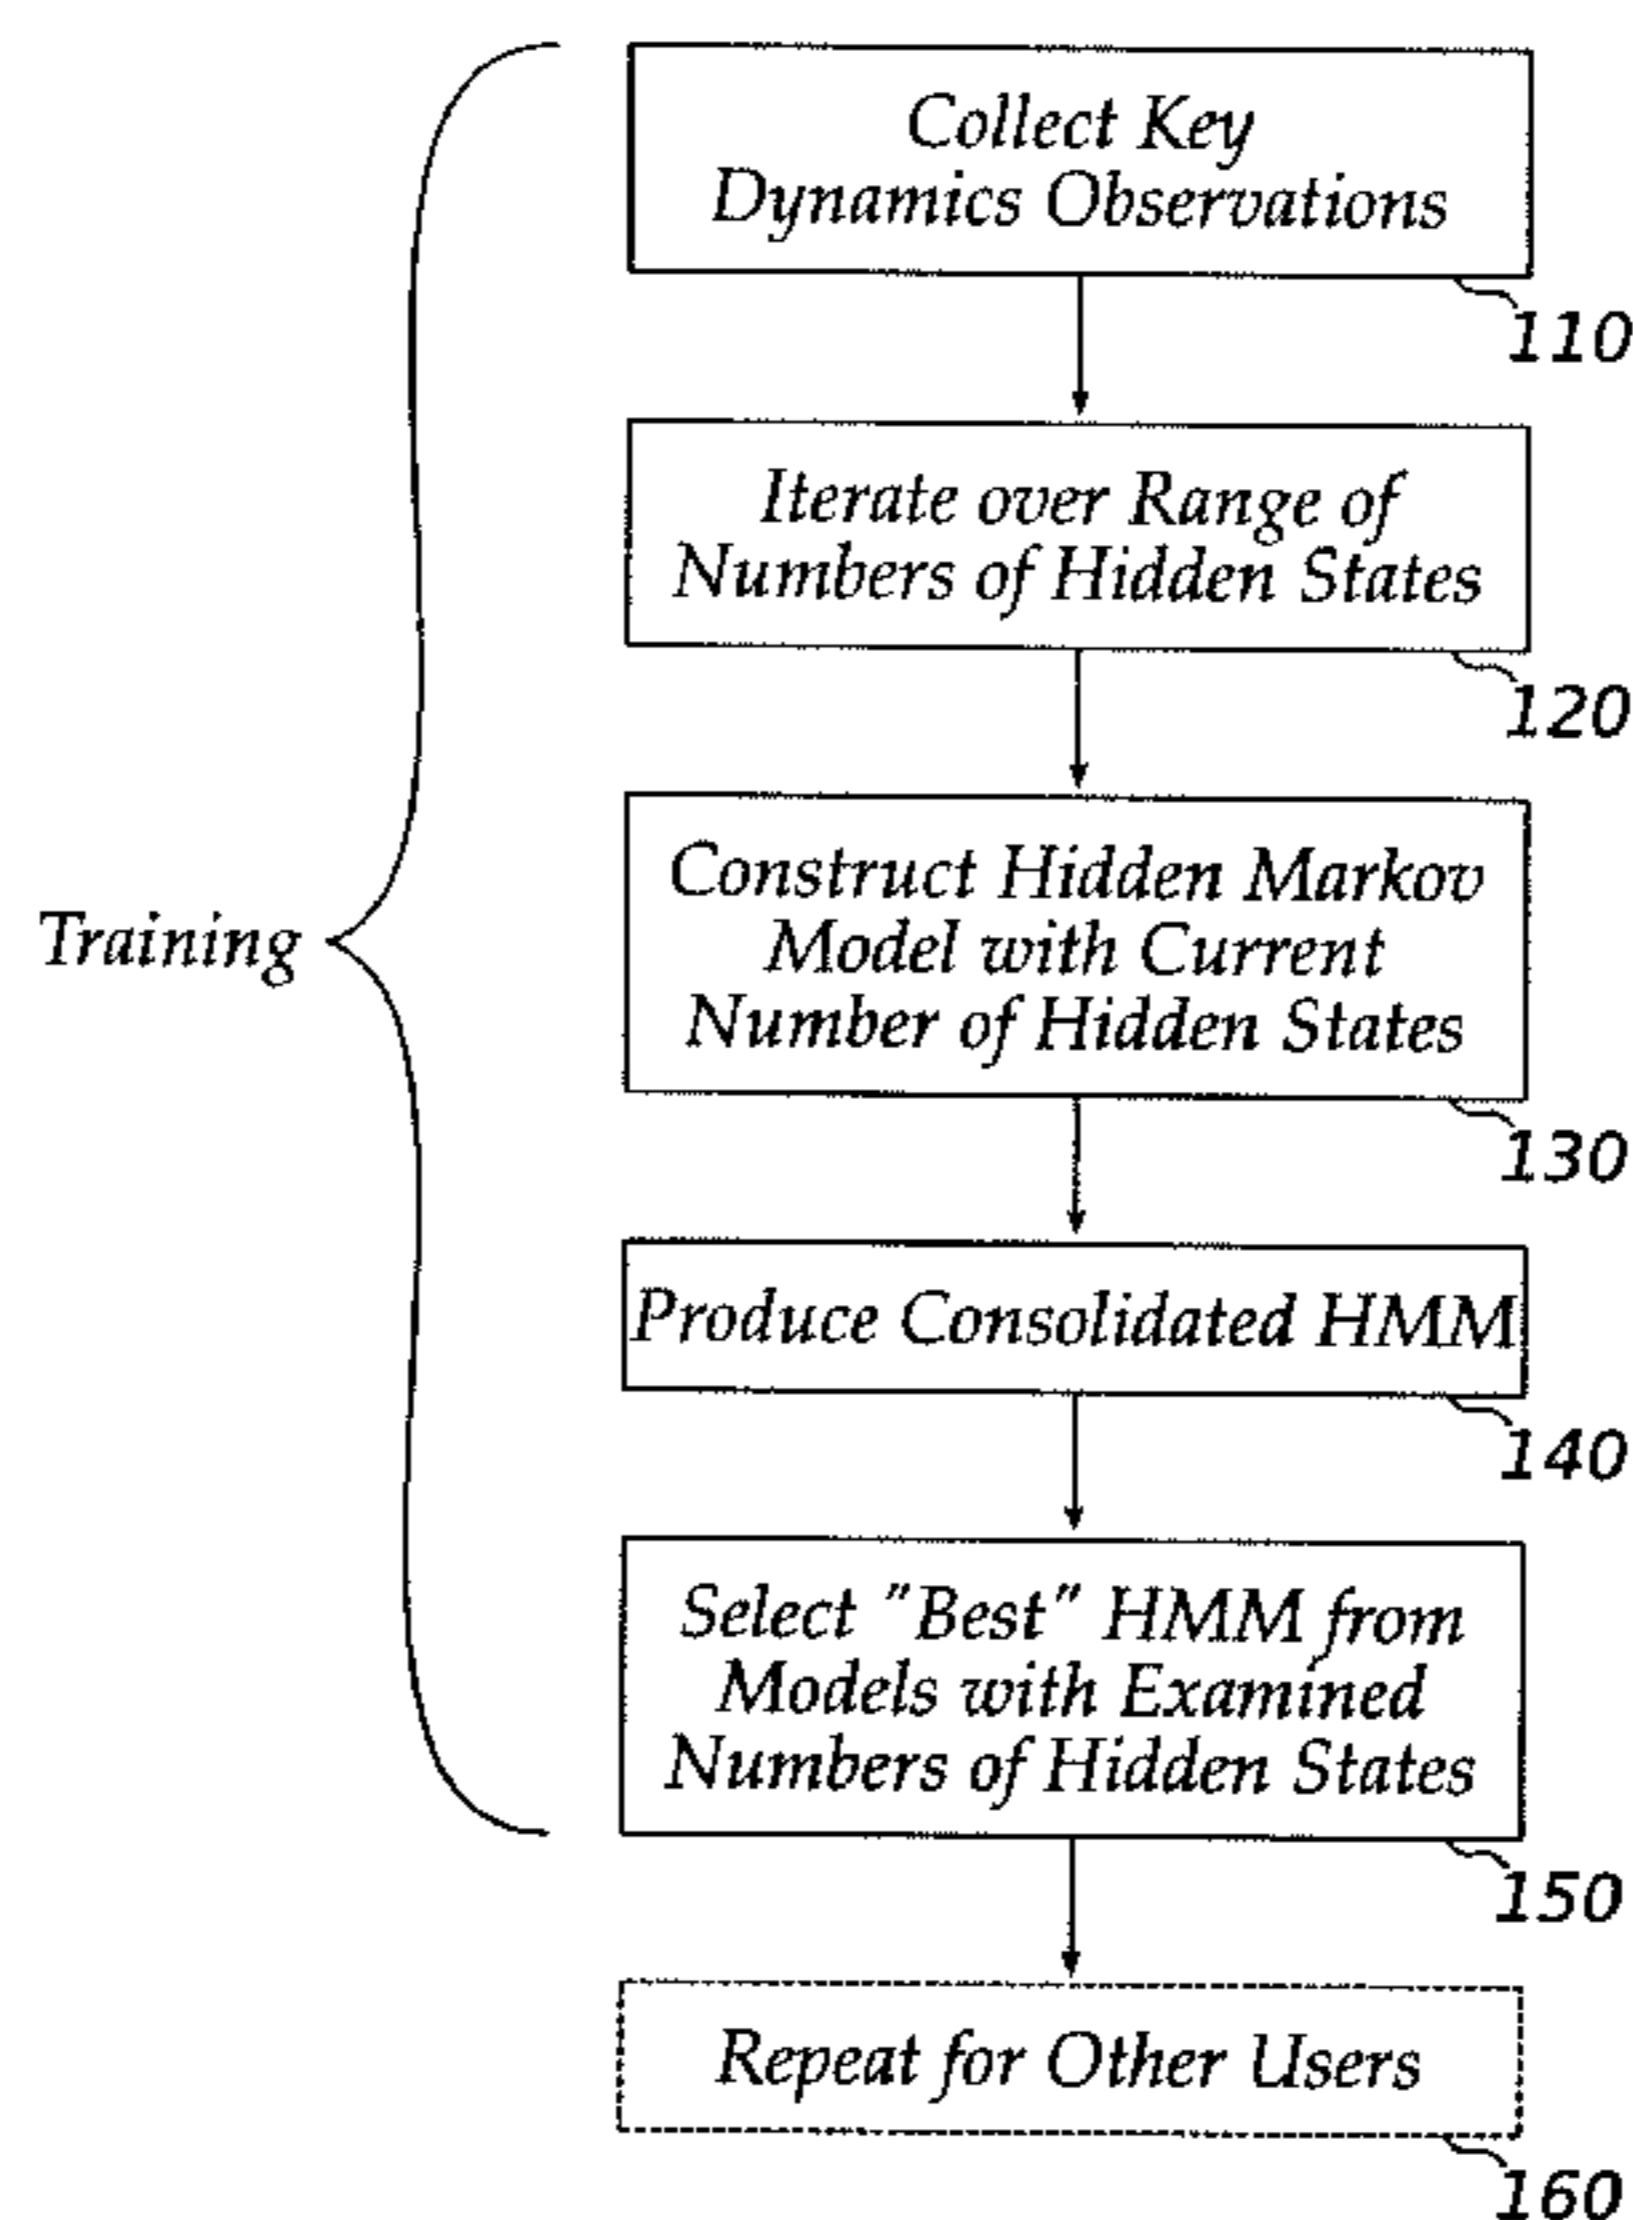 Collect Key
Dynamics Observations
110
Iterate over Range of
Numbers of Hidden States
120
Construct Hidden Markov
Model with Current
Number of Hidden States
130
Training
Produce Consolidated HMM
140
Select "Best" HMM from
Models with Examined
Numbers of Hidden States
150
Repeat for Other Users
160